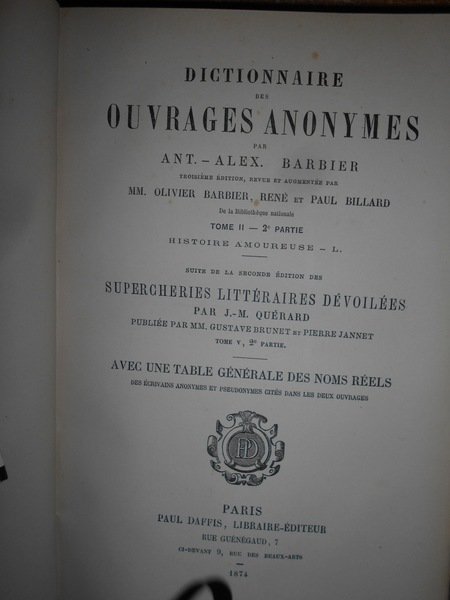 DICTIONNAIRE
DES
OUVRAGES ANONYMES
PAR
ANT. - ALEX. BARBIER
TROISIÈME ÉDITION, REVUE ET AUGMENTÉE PAR
MM. OLIVIER BARBIER, RENÉ ET PAUL BILLARD
De la Bibliothèque nationale
TOME II — 2e PARTIE
HISTOIRE AMOUREUSE — L.
SUITE DE LA SECONDE ÉDITION DES
SUPERCHERIES LITTÉRAIRES DÉVOILÉES
PAR J.-M. QUÉRARD
PUBLIÉE PAR MM. GUSTAVE BRUNET ET PIERRE JANNET
TOME V, 2e PARTIE.
AVEC UNE TABLE GÉNÉRALE DES NOMS RÉELS
DES ÉCRIVAINS ANONYMES ET PSEUDONYMES CITÉS DANS LES DEUX OUVRAGES
PARIS
PAUL DAFFIS, LIBRAIRE-ÉDITEUR
RUE GUÉNÉGAUD, 7
CI-DEVANT 9, RUE DES BEAUX-ARTS
1874